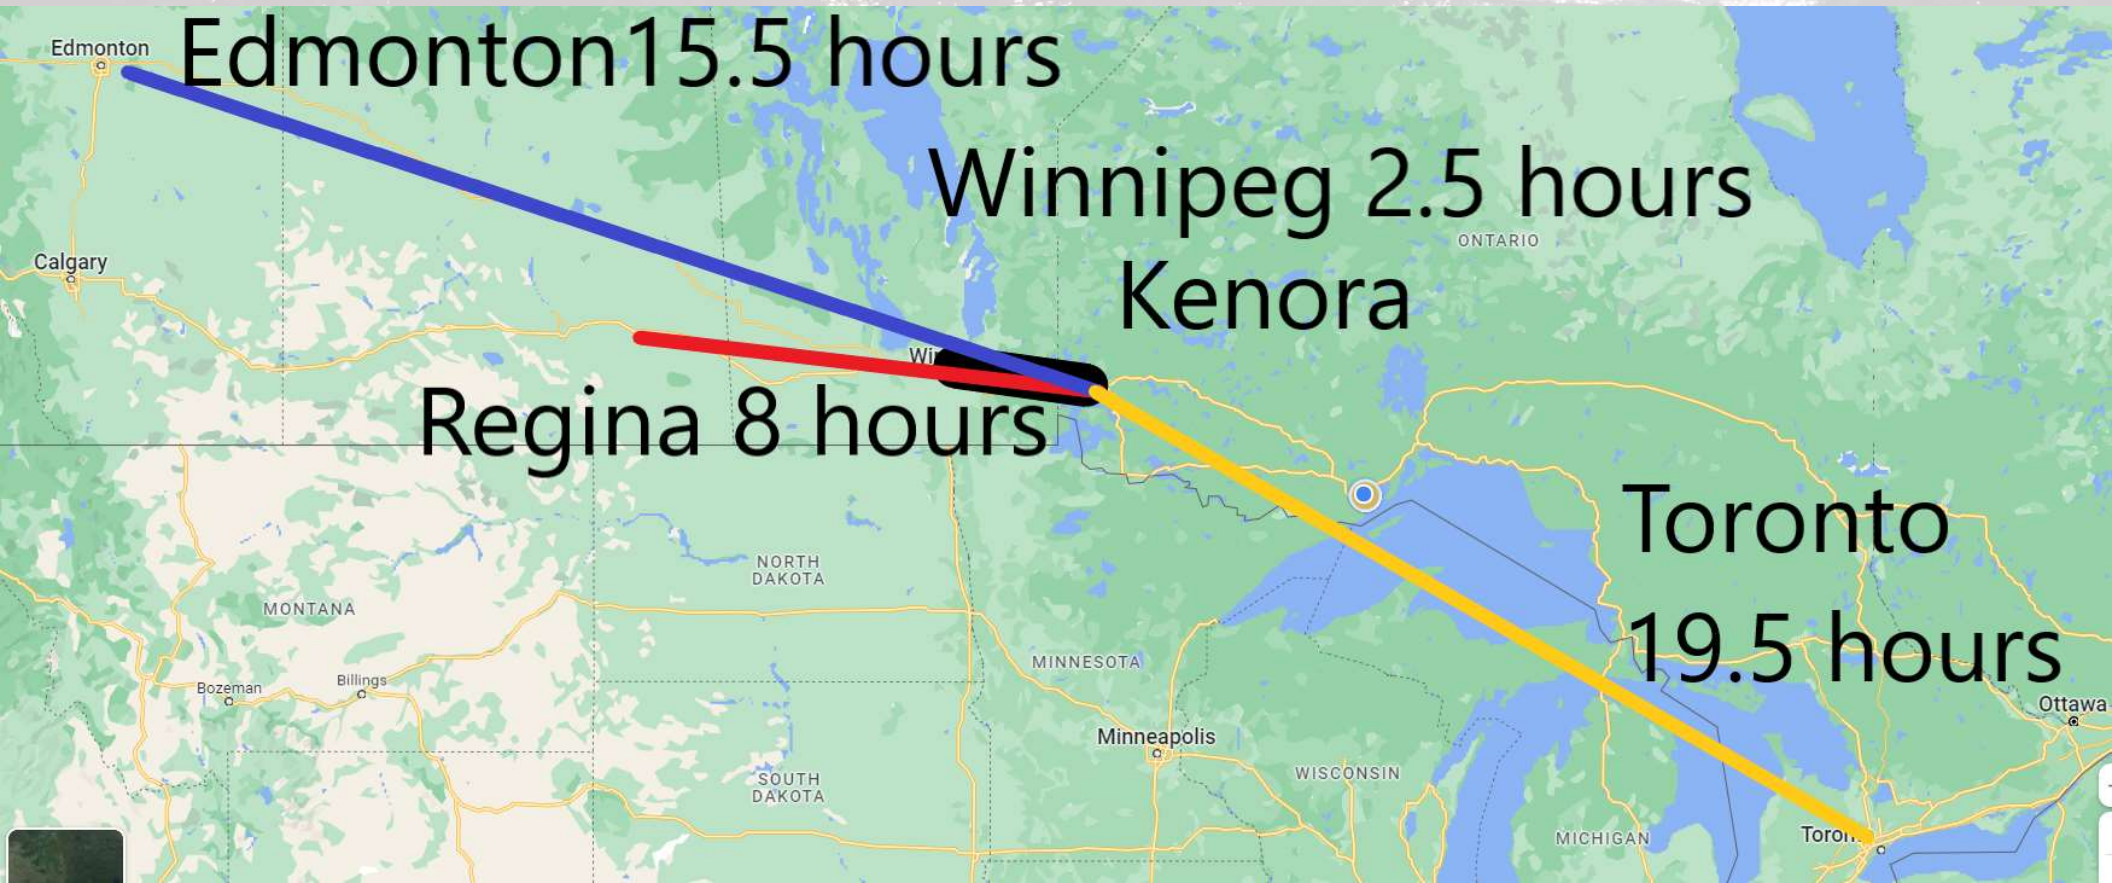 Edmonton
Edmonton15.5 hours
Winnipeg 2.5 hours
ONTARIO
Calgary
Kenora
Regina 8 hours
Toronto
NORTH
DAKOTA
MONTANA
19.5 hours
MINNESOTA
Bozeman
Billings
Ottawa
Minneapolis
WISCONSIN
SOUTH
DAKOTA
MICHIGAN